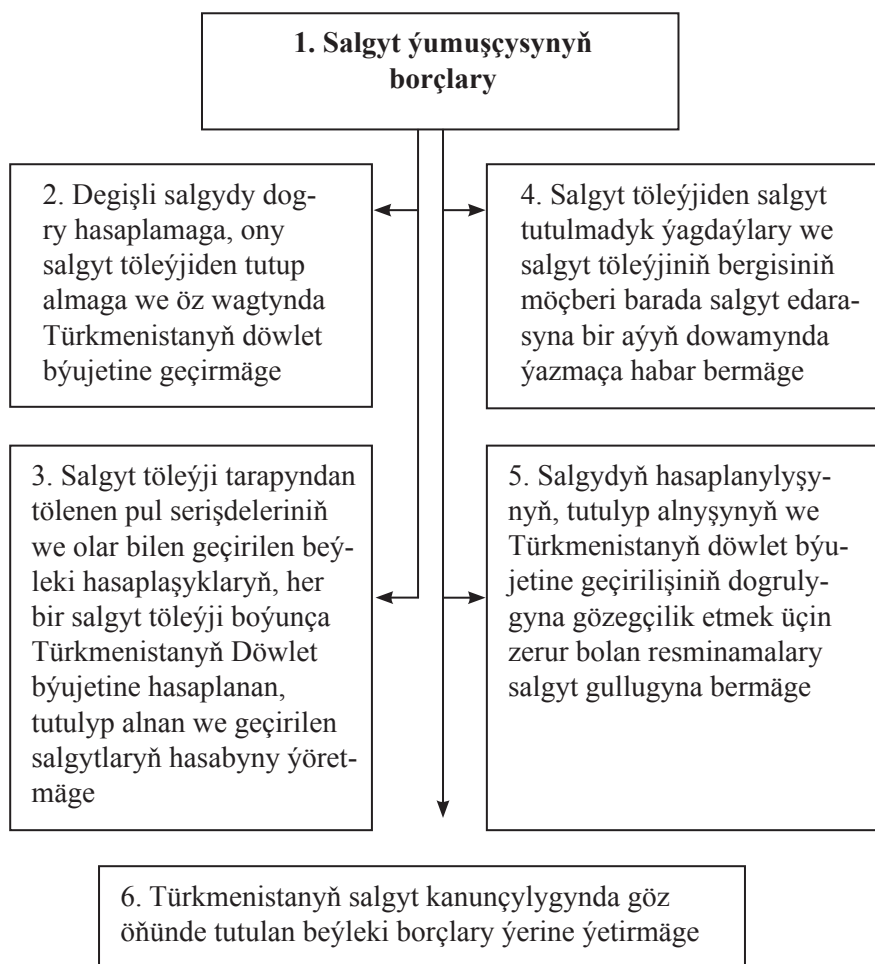 1. Salgyt ýumuşçysynyň
borçlary
2. Degişli salgydy dog-
ry hasaplamaga, ony
salgyt töleýjiden tutup
almaga we öz wagtynda
Türkmenistanyň döwlet
býujetine geçirmäge
4. Salgyt töleýjiden salgyt
tutulmadyk ýagdaýlary we
salgyt töleýjiniň bergisiniň
möçberi barada salgyt edara-
syna bir aýyň dowamynda
ýazmaça habar bermäge
3. Salgyt töleýji tarapyndan
tölenen pul serişdeleriniň
we olar bilen geçirilen beý-
leki hasaplaşyklaryň, her
bir salgyt töleýji boýunça
Türkmenistanyň Döwlet
býujetine hasaplanan,
tutulyp alnan we geçirilen
salgytlaryň hasabyny ýöret-
mäge
5. Salgydyň hasaplanylyşy-
nyň, tutulyp alnyşynyň we
Türkmenistanyň döwlet býu-
jetine geçirilişiniň dogruly-
gyna gözegçilik etmek üçin
zerur bolan resminamalary
salgyt gullugyna bermäge
6. Türkmenistanyň salgyt kanunçylygynda göz
öňünde tutulan beýleki borçlary ýerine ýetirmäge